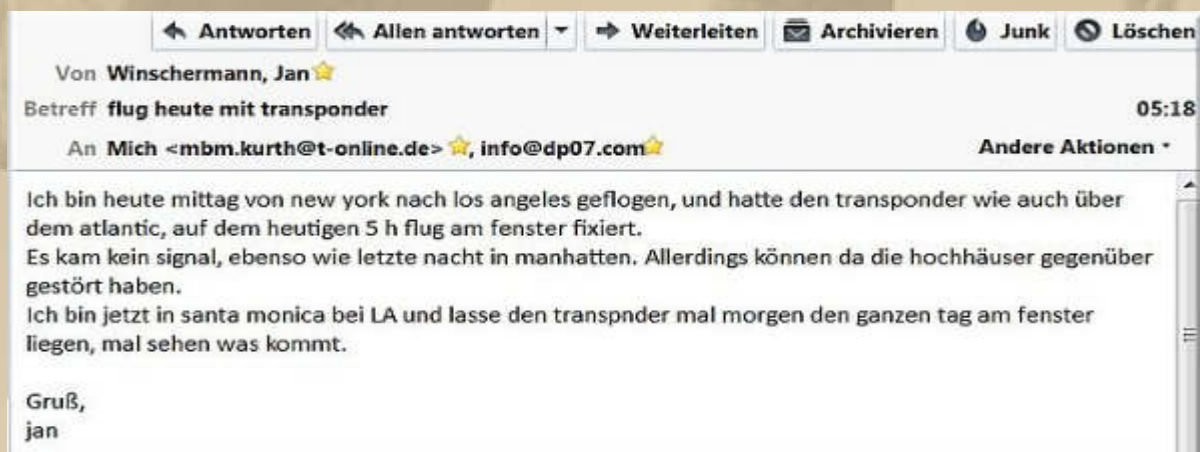 Antworten Allen antworten Weiterleiten Archivieren Junk Löschen
Von Winschermann, Jan
Betreff flug heute mit transponder 05:18
An Mich <mbm.kurth@t-online.de>, info@dp07.com Andere Aktionen
Ich bin heute mittag von new york nach los angeles geflogen, und hatte den transponder wie auch über
dem atlantic, auf dem heutigen 5 h flug am fenster fixiert.
Es kam kein signal, ebenso wie letzte nacht in manhatten. Allerdings können da die hochhäuser gegenüber
gestört haben.
Ich bin jetzt in santa monica bei LA und lasse den transpnder mal morgen den ganzen tag am fenster
liegen, mal sehen was kommt.
Gruß,
jan